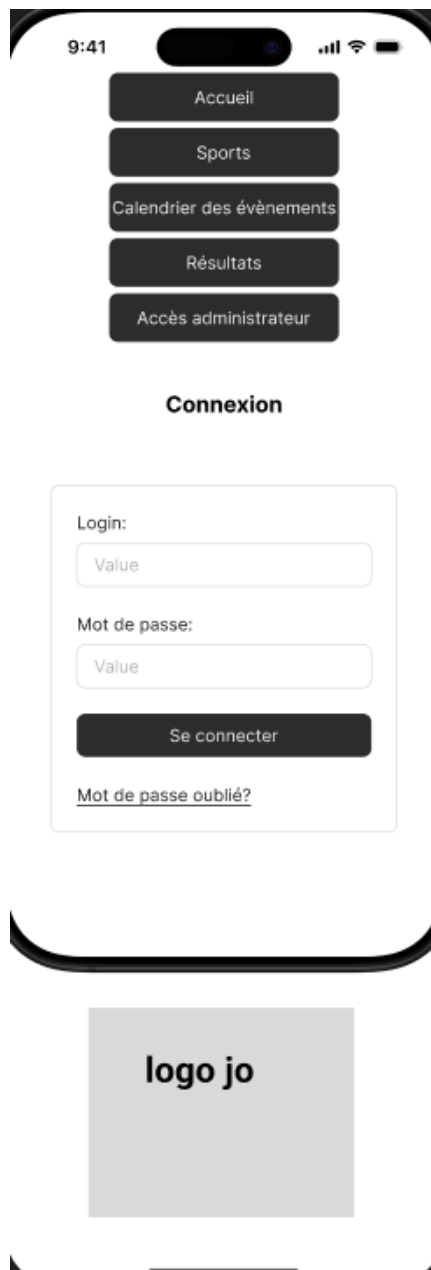 9:41
Accueil
Sports
Calendrier des évènements
Résultats
Accès administrateur
Connexion
Login:
Value
Mot de passe:
Value
Se connecter
Mot de passe oublié?
logo jo